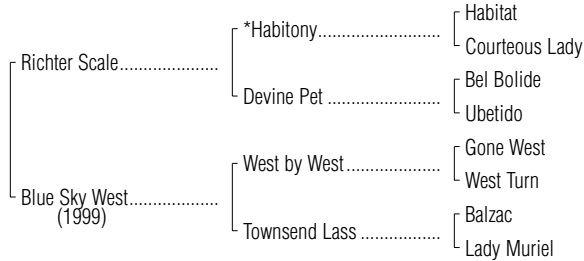 Habitat
*Habitony....................................
Courteous Lady
Richter Scale.....................
Bel Bolide
Devine Pet ..........................
Ubetido
Gone West
West by West......................
West Turn
Blue Sky West...................
(1999)
Balzac
Townsend Lass ..................
Lady Muriel